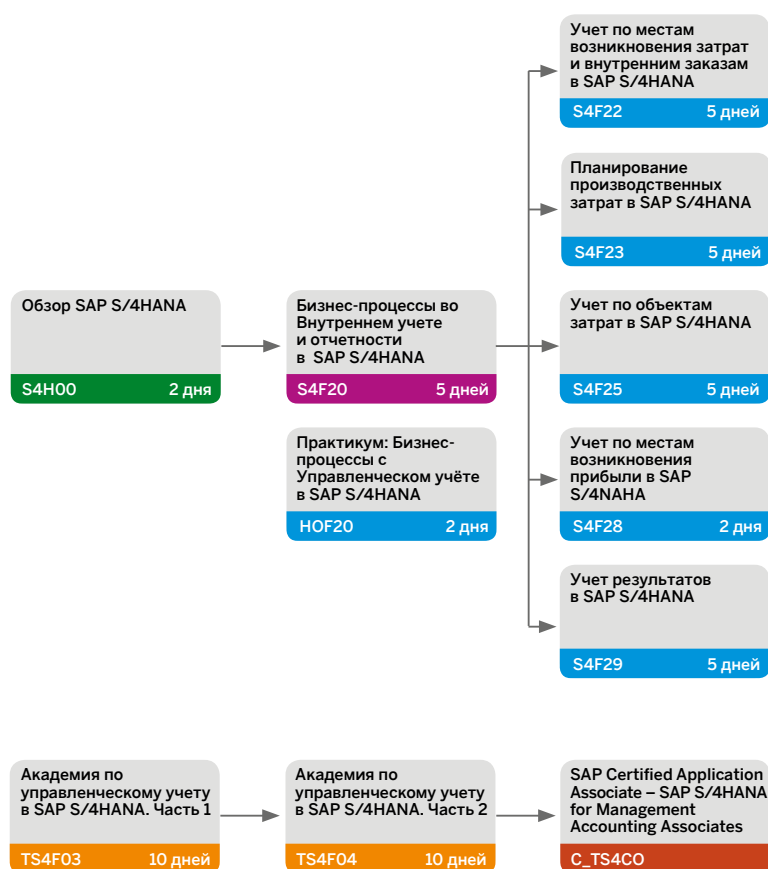 Учет по местам
возникновения затрат
и внутренним заказам
в SAP S/4HANA
S4F22 5 дней
Планирование
производственных
затрат в SAP S/4HANA
S4F23 5 дней
Обзор SAP S/4HANA
S4H00 2 дня
Бизнес-процессы во
Внутреннем учете
и отчетности
в SAP S/4HANA
S4F20 5 дней
Учет по объектам
затрат в SAP S/4HANA
S4F25 5 дней
Практикум: Бизнес-
процессы с
Управленческом учёте
в SAP S/4HANA
HOF20 2 дня
Учет по местам
возникновения
прибыли в SAP
S/4NAHA
S4F28 2 дня
Учет результатов
в SAP S/4HANA
S4F29 5 дней
Академия по
управленческому учету
в SAP S/4HANA. Часть 1
TS4F03 10 дней
Академия по
управленческому учету
в SAP S/4HANA. Часть 2
TS4F04 10 дней
SAP Certified Application
Associate – SAP S/4HANA
for Management
Accounting Associates
C_TS4CO